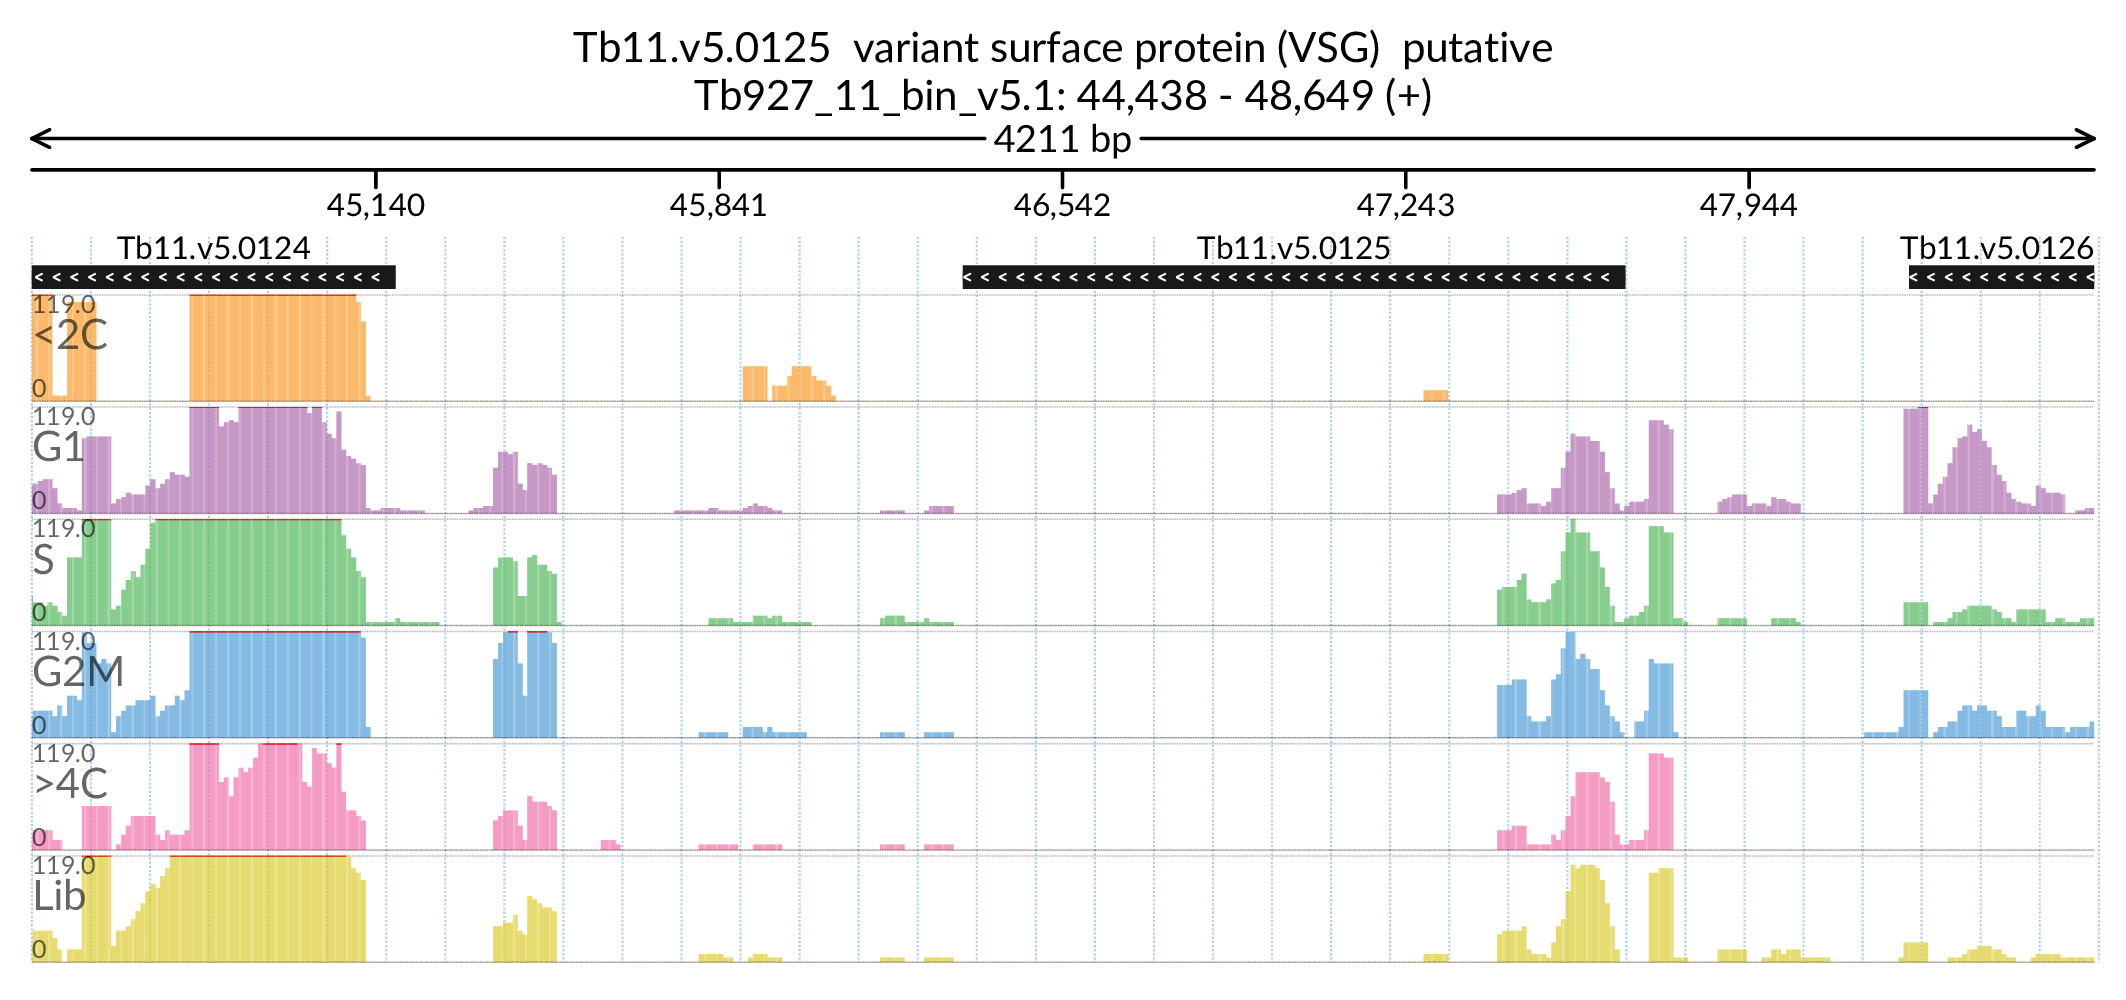 Tb11.v5.0125 variant surface protein (VSG) putative
Tb927_11_bin_v5.1: 44,438 - 48,649 (+)
4211 bp
45,140 45,841 46,542 47,243 47,944
Tb11.v5.0124 Tb11.v5.0125 Tb11.v5.0126
119.0
<2C
0
119.0
G1
0
119.0
S
0
119.0
G2M
0
119.0
>4C
0
119.0
Lib
0